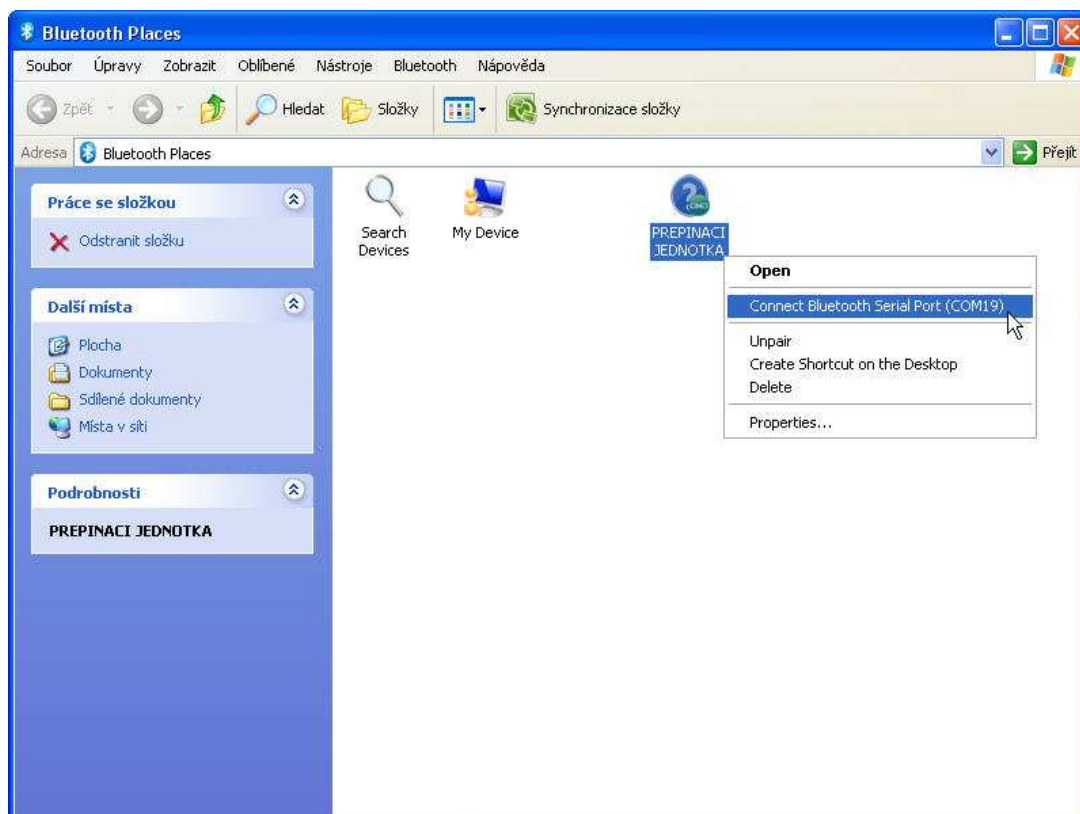 Bluetooth Places
Soubor Úpravy Zobrazit Oblíbené Nástroje Bluetooth Nápověda
Zpět Hledat Složky Synchronizace složky
Adresa Bluetooth Places Přejít
Práce se složkou
Odstranit složku
Další místa
Plocha
Dokumenty
Sdílené dokumenty
Místa v síti
Podrobnosti
PREPINACI JEDNOTKA
Search
Devices
My Device
PREPINACI
JEDNOTKA
Open
Connect Bluetooth Serial Port (COM19)
Unpair
Create Shortcut on the Desktop
Delete
Properties...